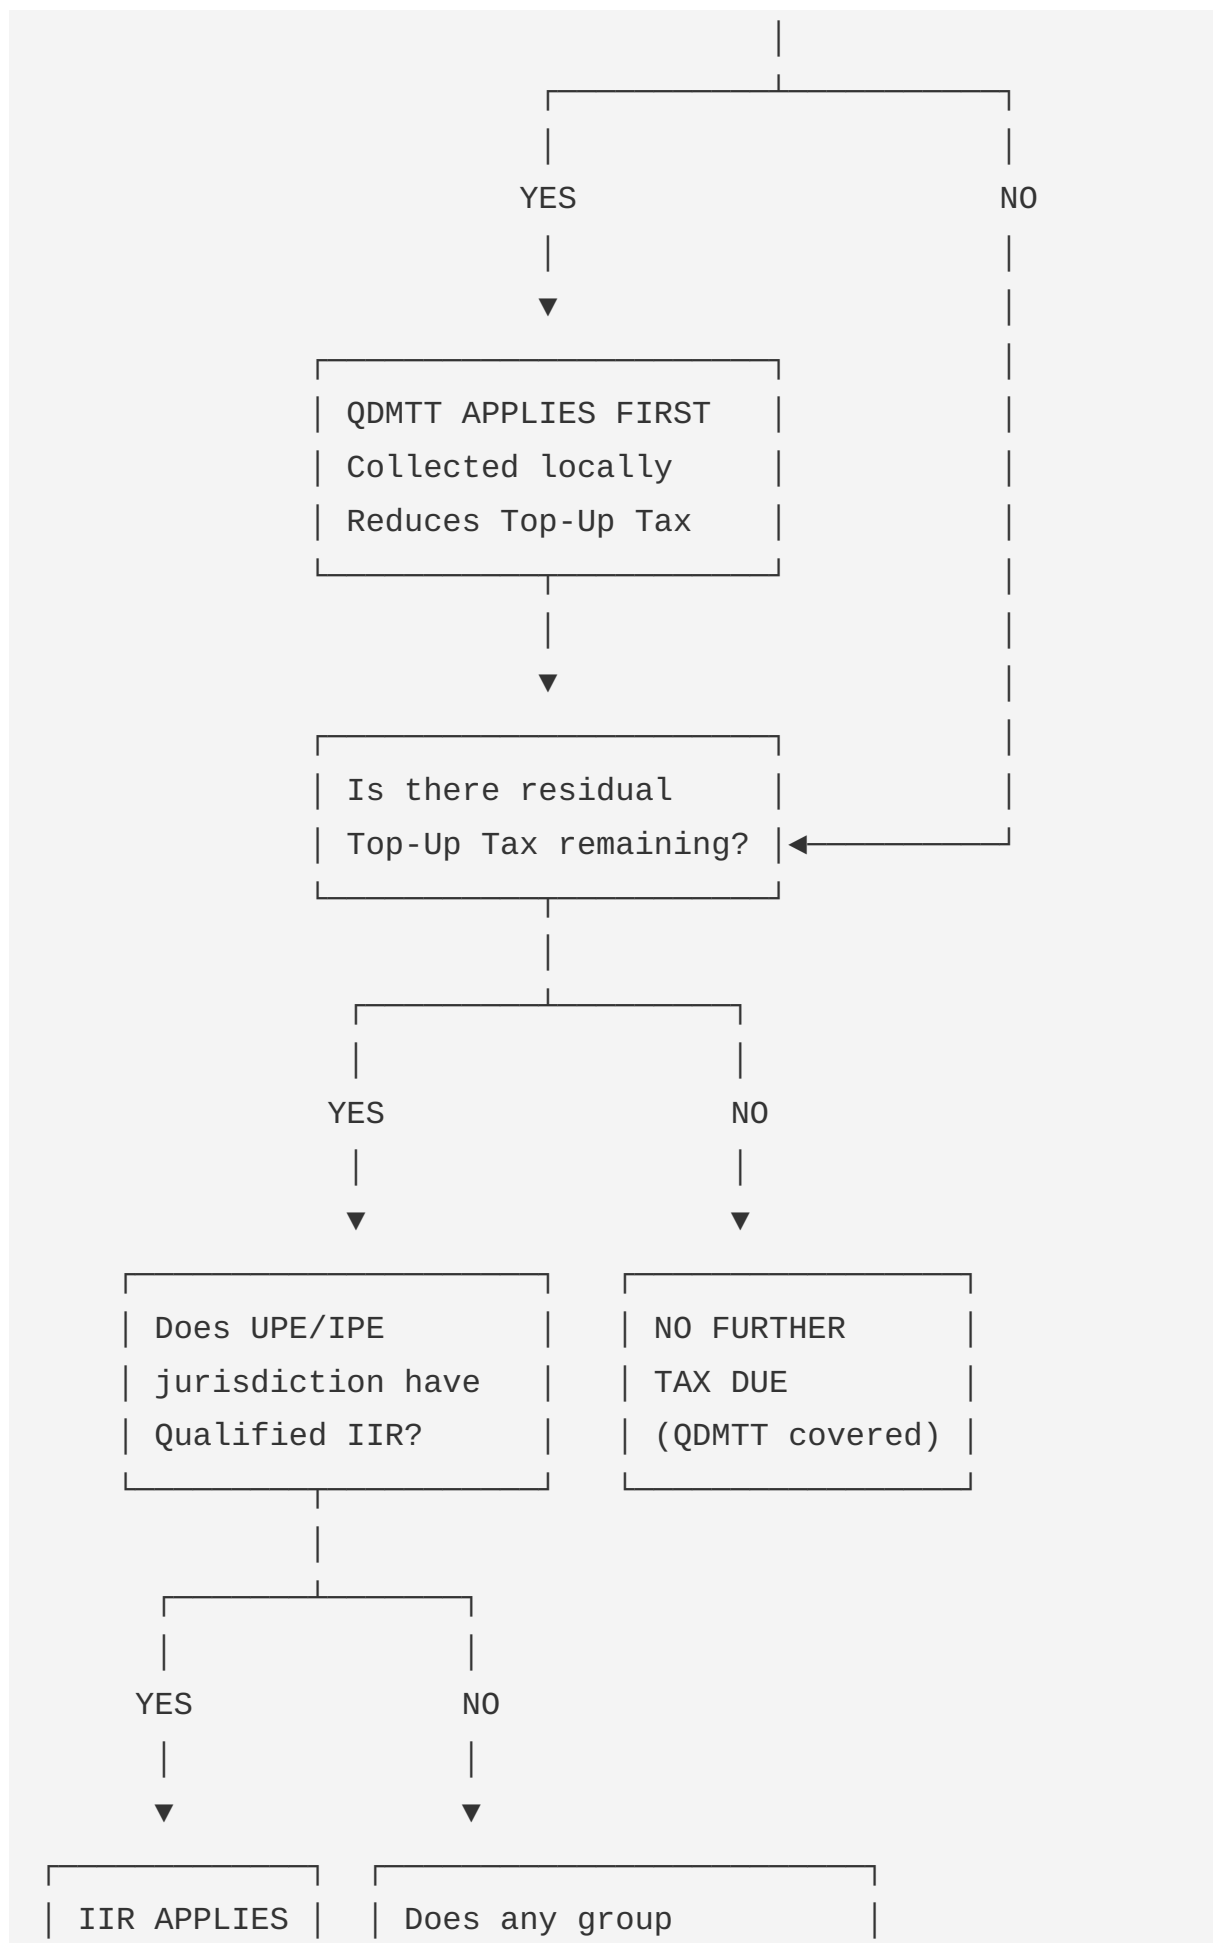 YES NO
QDMTT APPLIES FIRST
Collected locally
Reduces Top-Up Tax
Is there residual
Top-Up Tax remaining?
YES NO
Does UPE/IPE
jurisdiction have
Qualified IIR?
NO FURTHER
TAX DUE
(QDMTT covered)
YES NO
IIR APPLIES
Does any group